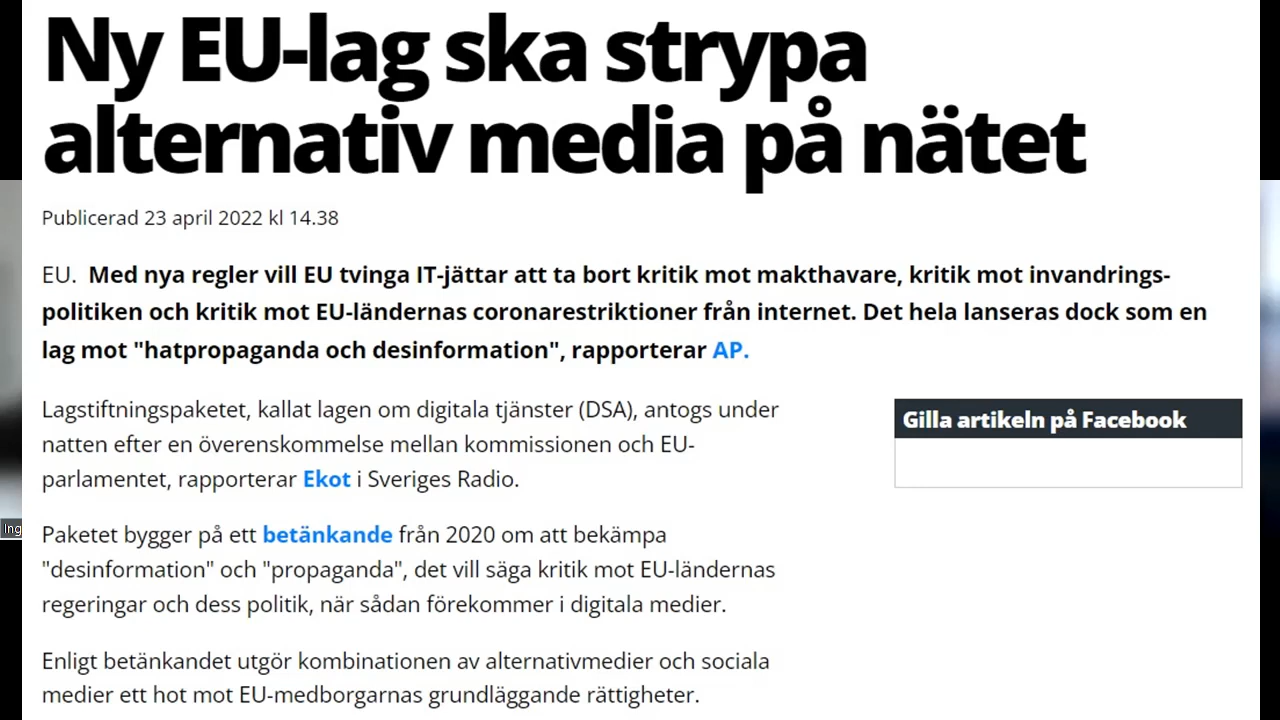 Ny EU-lag ska strypa
alternativ media på nätet
Publicerad 23 april 2022 kl 14.38
EU. Med nya regler vill EU tvinga IT-jättar att ta bort kritik mot makthavare, kritik mot invandrings-
politiken och kritik mot EU-ländernas coronarestriktioner från internet. Det hela lanseras dock som en
lag mot "hatpropaganda och desinformation", rapporterar AP.
Lagstiftningspaketet, kallat lagen om digitala tjänster (DSA), antogs under
natten efter en överenskommelse mellan kommissionen och EU-
parlamentet, rapporterar Ekot i Sveriges Radio.
Gilla artikeln på Facebook
Paketet bygger på ett betänkande från 2020 om att bekämpa
"desinformation" och "propaganda", det vill säga kritik mot EU-ländernas
regeringar och dess politik, när sådan förekommer i digitala medier.
Enligt betänkandet utgör kombinationen av alternativmedier och sociala
medier ett hot mot EU-medborgarnas grundläggande rättigheter.
Ing